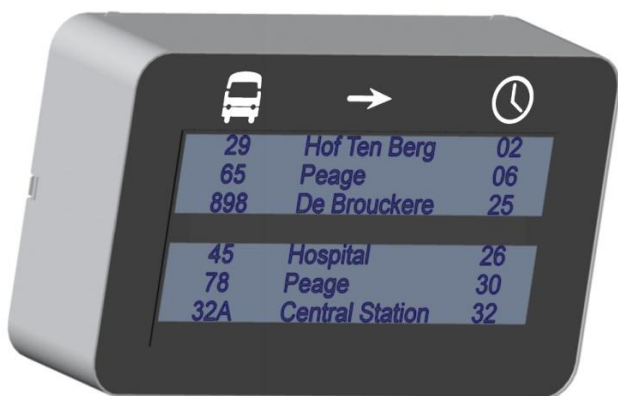 29 Hof Ten Berg 02
65 Peage 06
898 De Brouckere 25
45 Hospital 26
78 Peage 30
32A Central Station 32